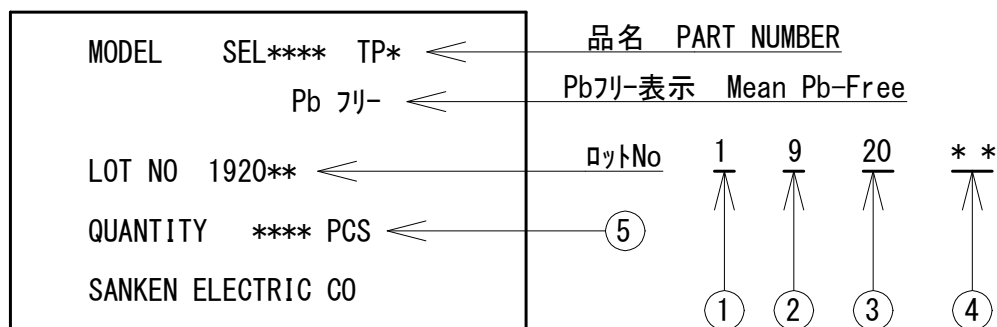 MODEL SEL**** TP*
品名 PART NUMBER
Pb フリー
Pbフリー表示 Mean Pb-Free
LOT NO 1920**
ロットNo 1 9 20 * *
QUANTITY **** PCS
⑤
SANKEN ELECTRIC CO
① ② ③ ④